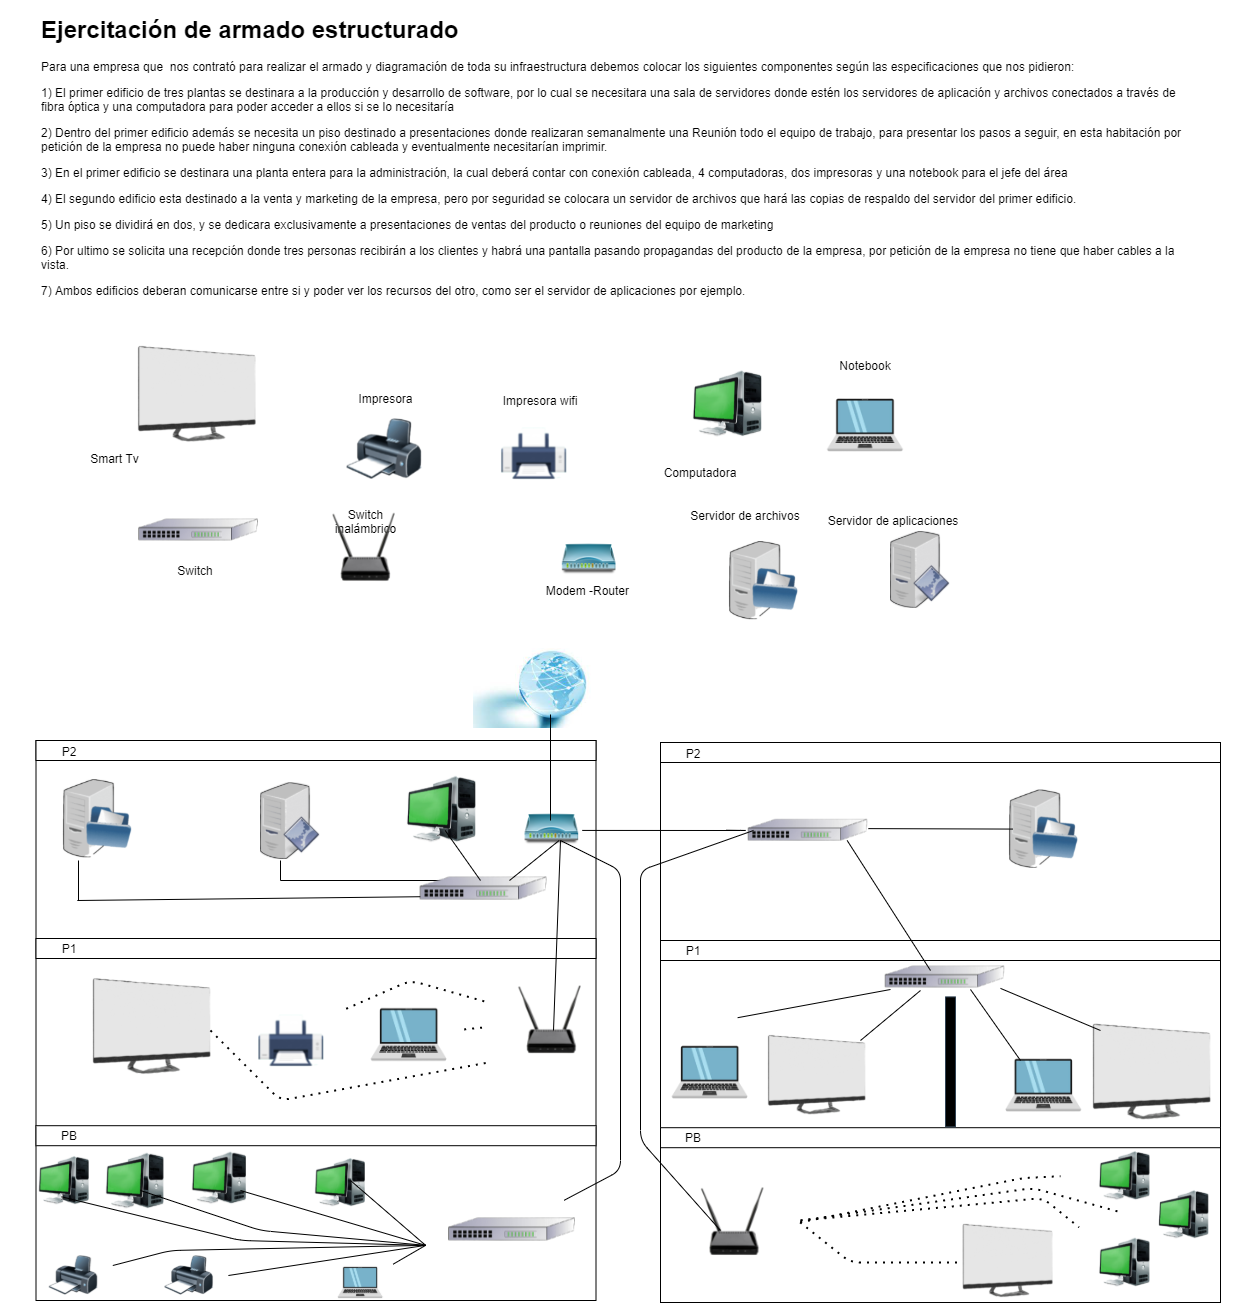 Ejercitación de armado estructurado
Para una empresa que  nos contrató para realizar el armado y diagramación de toda su infraestructura debemos colocar los siguientes componentes según las especificaciones que nos pidieron:
1) El primer edificio de tres plantas se destinara a la producción y desarrollo de software, por lo cual se necesitara una sala de servidores donde estén los servidores de aplicación y archivos conectados a través de
fibra óptica y una computadora para poder acceder a ellos si se lo necesitaría
2) Dentro del primer edificio además se necesita un piso destinado a presentaciones donde realizaran semanalmente una Reunión todo el equipo de trabajo, para presentar los pasos a seguir, en esta habitación por
petición de la empresa no puede haber ninguna conexión cableada y eventualmente necesitarían imprimir.
3) En el primer edificio se destinara una planta entera para la administración, la cual deberá contar con conexión cableada, 4 computadoras, dos impresoras y una notebook para el jefe del área
4) El segundo edificio esta destinado a la venta y marketing de la empresa, pero por seguridad se colocara un servidor de archivos que hará las copias de respaldo del servidor del primer edificio.
5) Un piso se dividirá en dos, y se dedicara exclusivamente a presentaciones de ventas del producto o reuniones del equipo de marketing
6) Por ultimo se solicita una recepción donde tres personas recibirán a los clientes y habrá una pantalla pasando propagandas del producto de la empresa, por petición de la empresa no tiene que haber cables a la
vista.
7) Ambos edificios deberan comunicarse entre si y poder ver los recursos del otro, como ser el servidor de aplicaciones por ejemplo.
Notebook
Impresora
Impresora wifi
Smart Tv
Computadora
Switch
inalámbrico
Servidor de archivos
Servidor de aplicaciones
Switch
Modem -Router
P2
P2
P1
P1
PB
PB